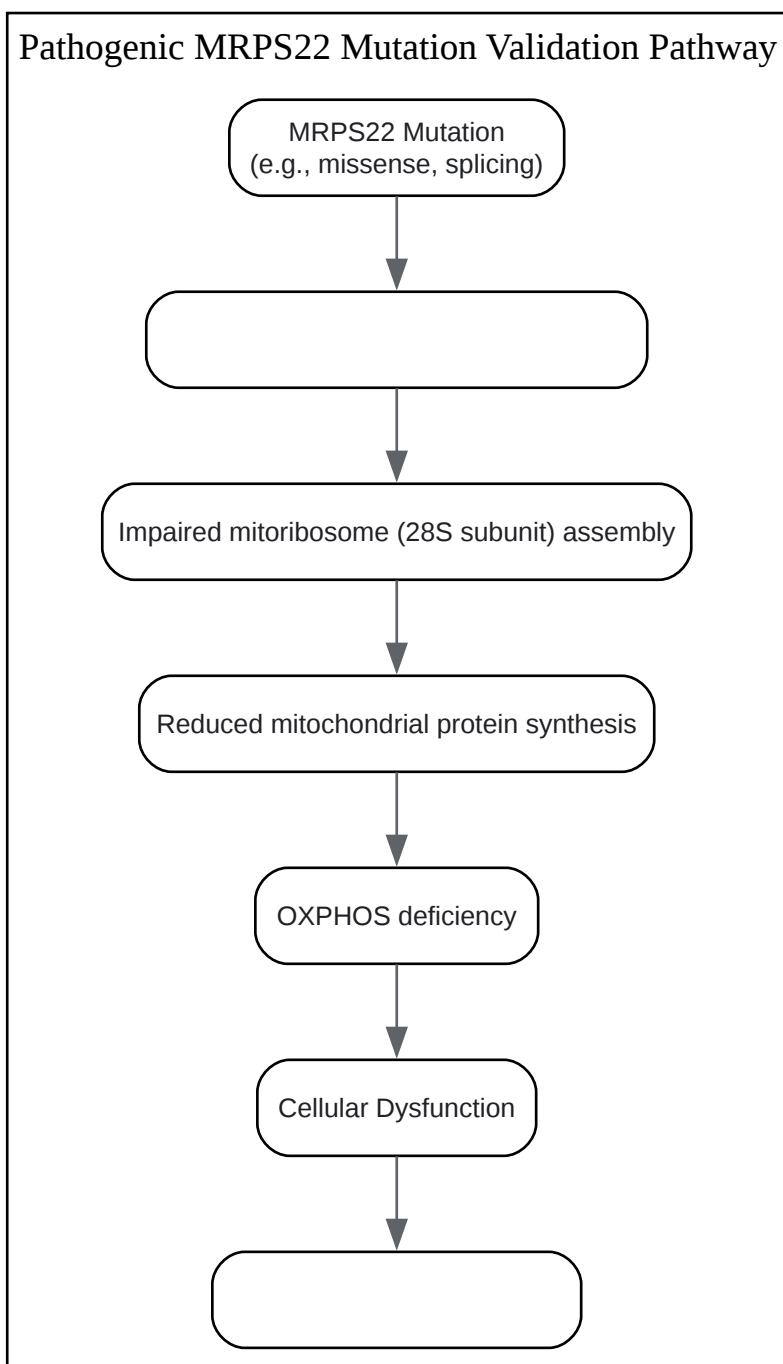 Pathogenic MRPS22 Mutation Validation Pathway
MRPS22 Mutation
(e.g., missense, splicing)
Impaired mitoribosome (28S subunit) assembly
Reduced mitochondrial protein synthesis
OXPHOS deficiency
Cellular Dysfunction